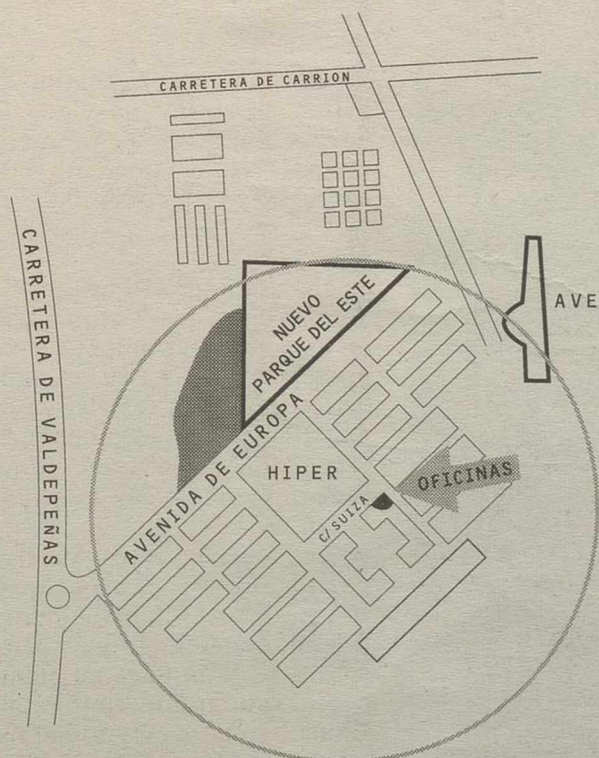 CARRETERA DE CARRION
CARRETERA DE VALDEPEÑAS
NUEVO
PARQUE DEL ESTE
AVE
AVENIDA DE EUROPA
HIPER
C/SUIZA
OFICINAS